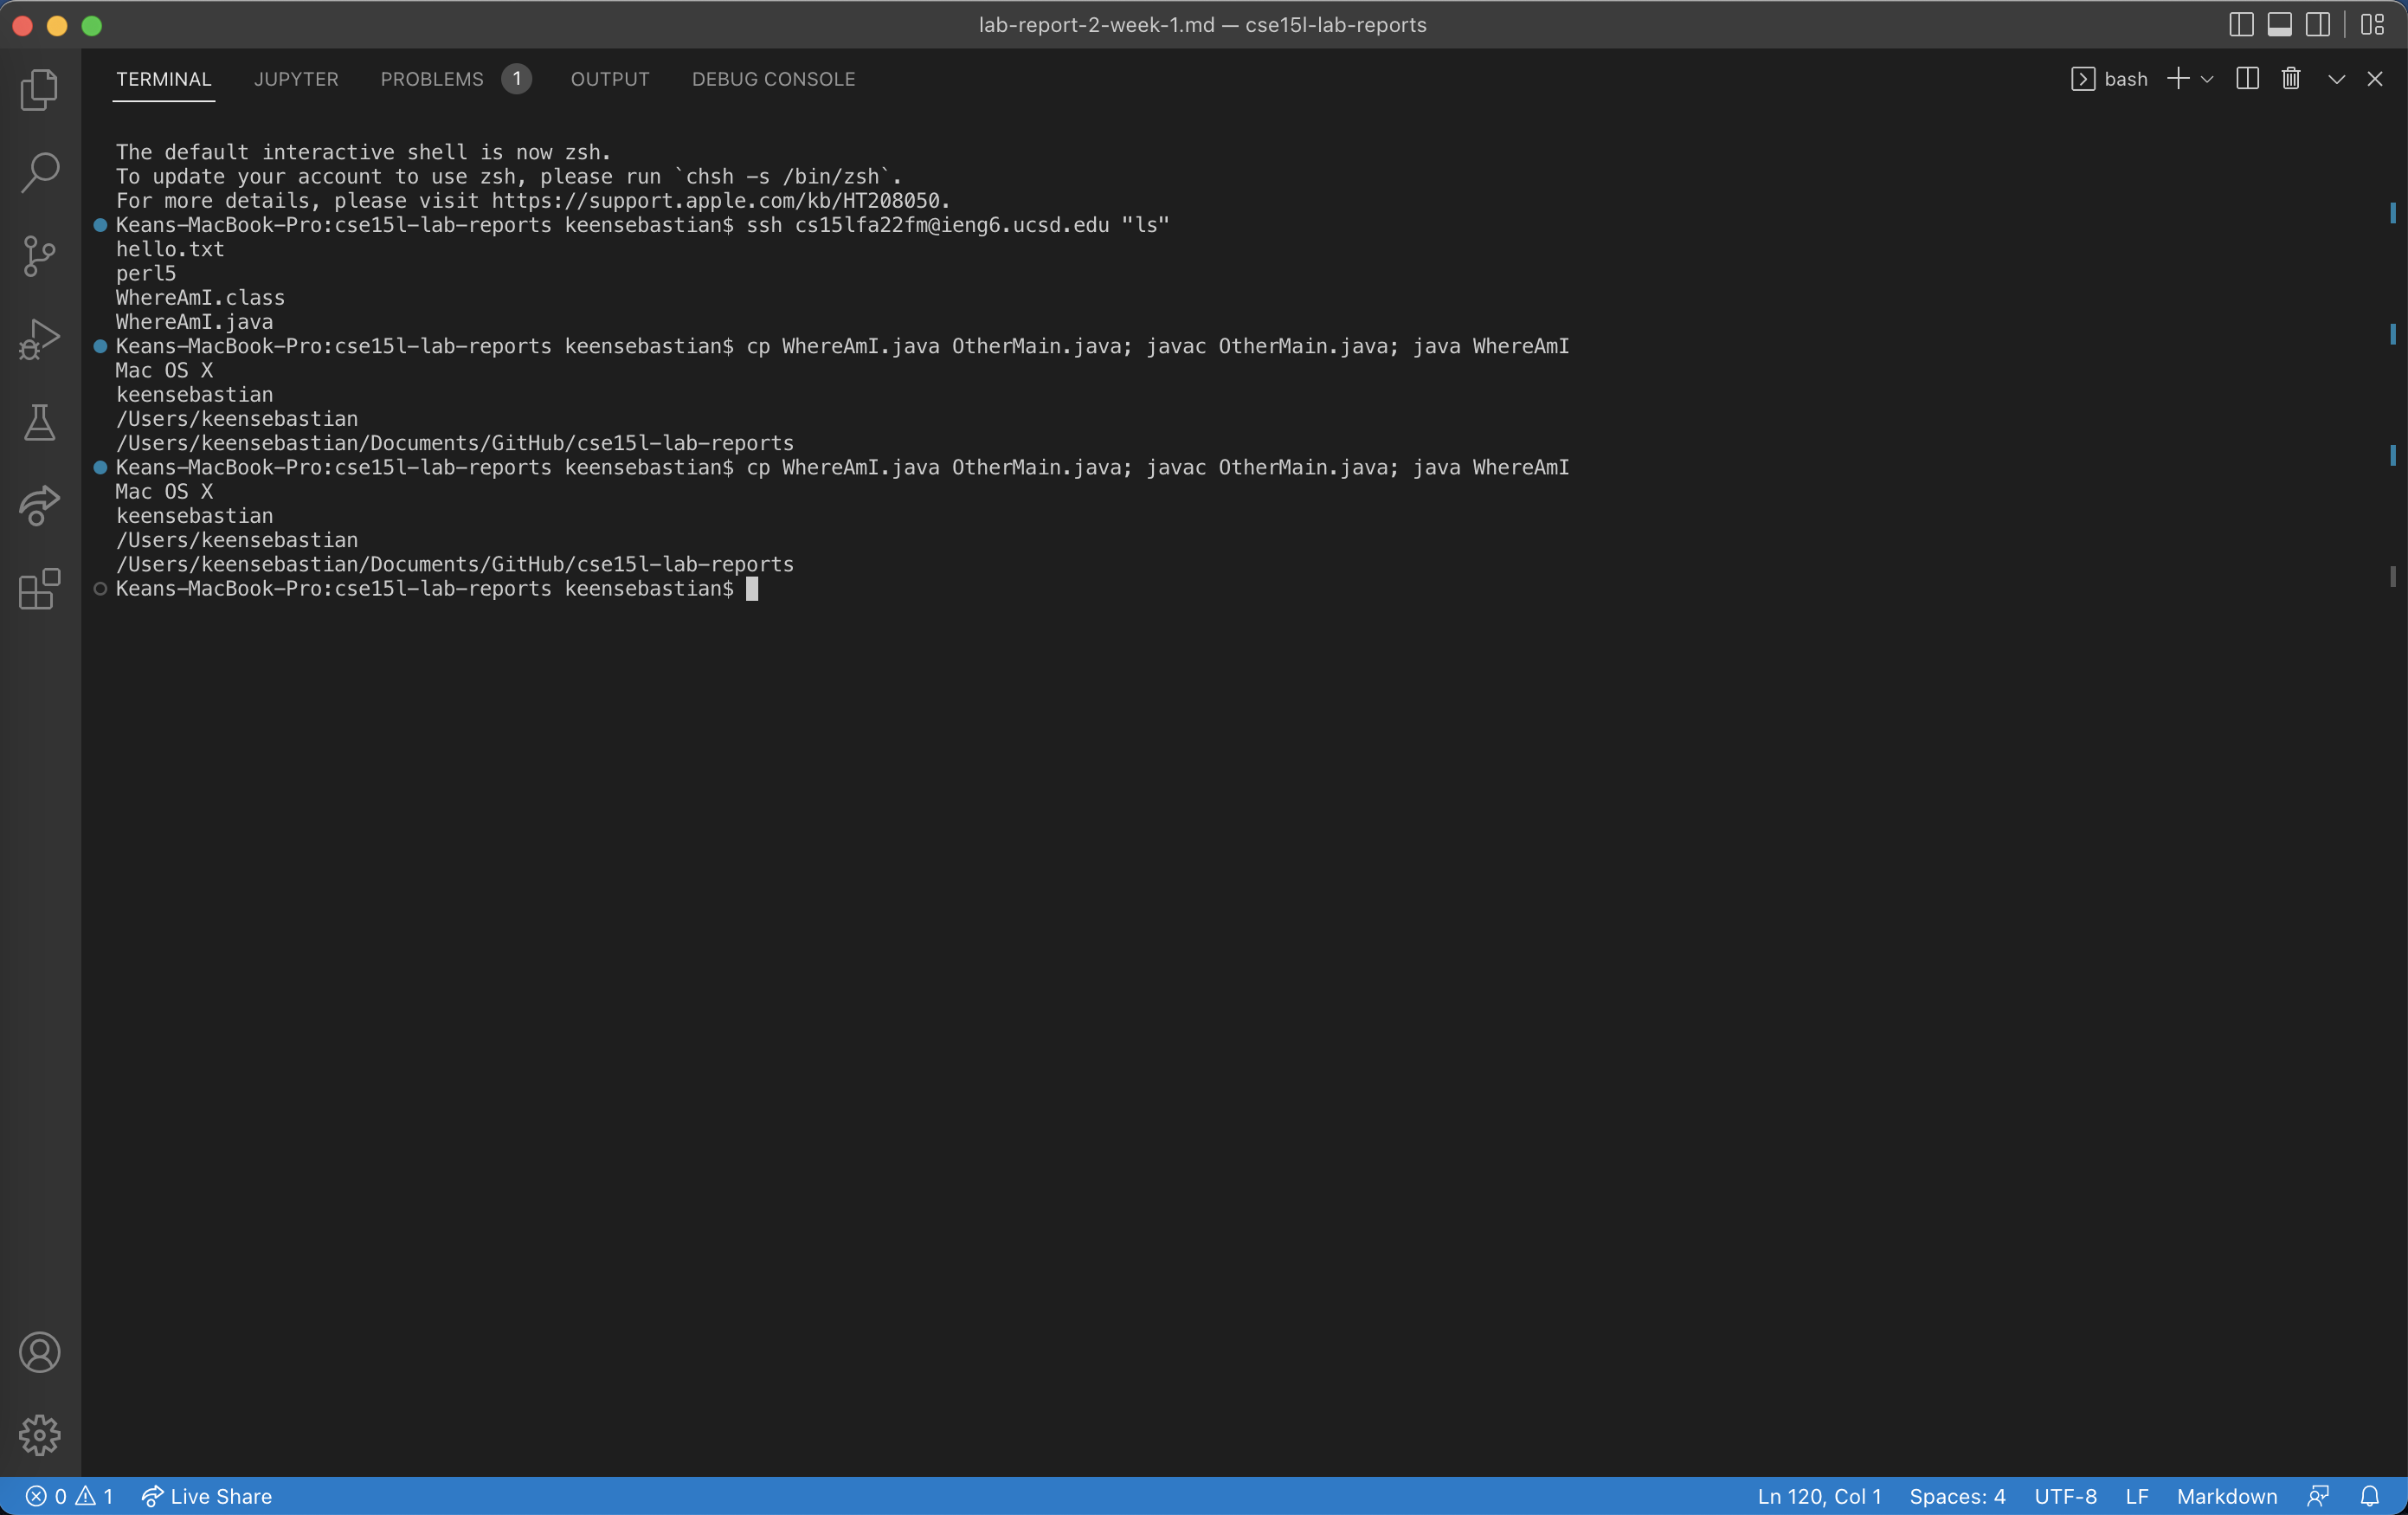 lab-report-2-week-1.md — cse15l-lab-reports
TERMINAL JUPYTER PROBLEMS 1 OUTPUT DEBUG CONSOLE bash
The default interactive shell is now zsh.
To update your account to use zsh, please run `chsh -s /bin/zsh`.
For more details, please visit https://support.apple.com/kb/HT208050.
Keans-MacBook-Pro:cse15l-lab-reports keensebastian$ ssh cs15lfa22fm@ieng6.ucsd.edu "ls"
hello.txt
perl5
WhereAmI.class
WhereAmI.java
Keans-MacBook-Pro:cse15l-lab-reports keensebastian$ cp WhereAmI.java OtherMain.java; javac OtherMain.java; java WhereAmI
Mac OS X
keensebastian
/Users/keensebastian
/Users/keensebastian/Documents/GitHub/cse15l-lab-reports
Keans-MacBook-Pro:cse15l-lab-reports keensebastian$ cp WhereAmI.java OtherMain.java; javac OtherMain.java; java WhereAmI
Mac OS X
keensebastian
/Users/keensebastian
/Users/keensebastian/Documents/GitHub/cse15l-lab-reports
Keans-MacBook-Pro:cse15l-lab-reports keensebastian$
0 1 Live Share Ln 120, Col 1 Spaces: 4 UTF-8 LF Markdown